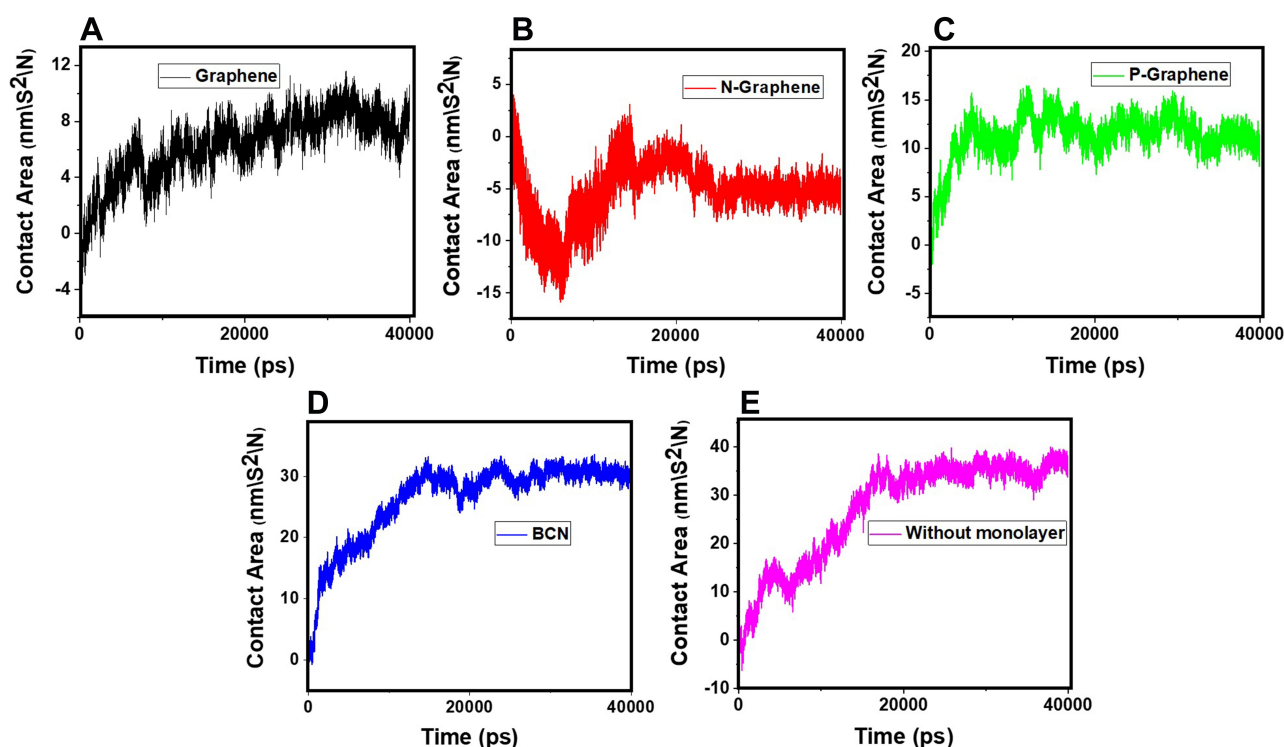 A
Contact Area (nm\S2\N)
12
8
4
0
-4
Graphene
0
20000
40000
Time (ps)
B
Contact Area (nm\S2\N)
5
0
-5
-10
-15
N-Graphene
0
20000
40000
Time (ps)
C
Contact Area (nm\S2\N)
20
15
10
5
0
-5
P-Graphene
0
20000
40000
Time (ps)
D
Contact Area (nm\S2\N)
30
20
10
0
BCN
0
20000
40000
Time (ps)
E
Contact Area (nm\S2\N)
40
30
20
10
0
-10
Without monolayer
0
20000
40000
Time (ps)